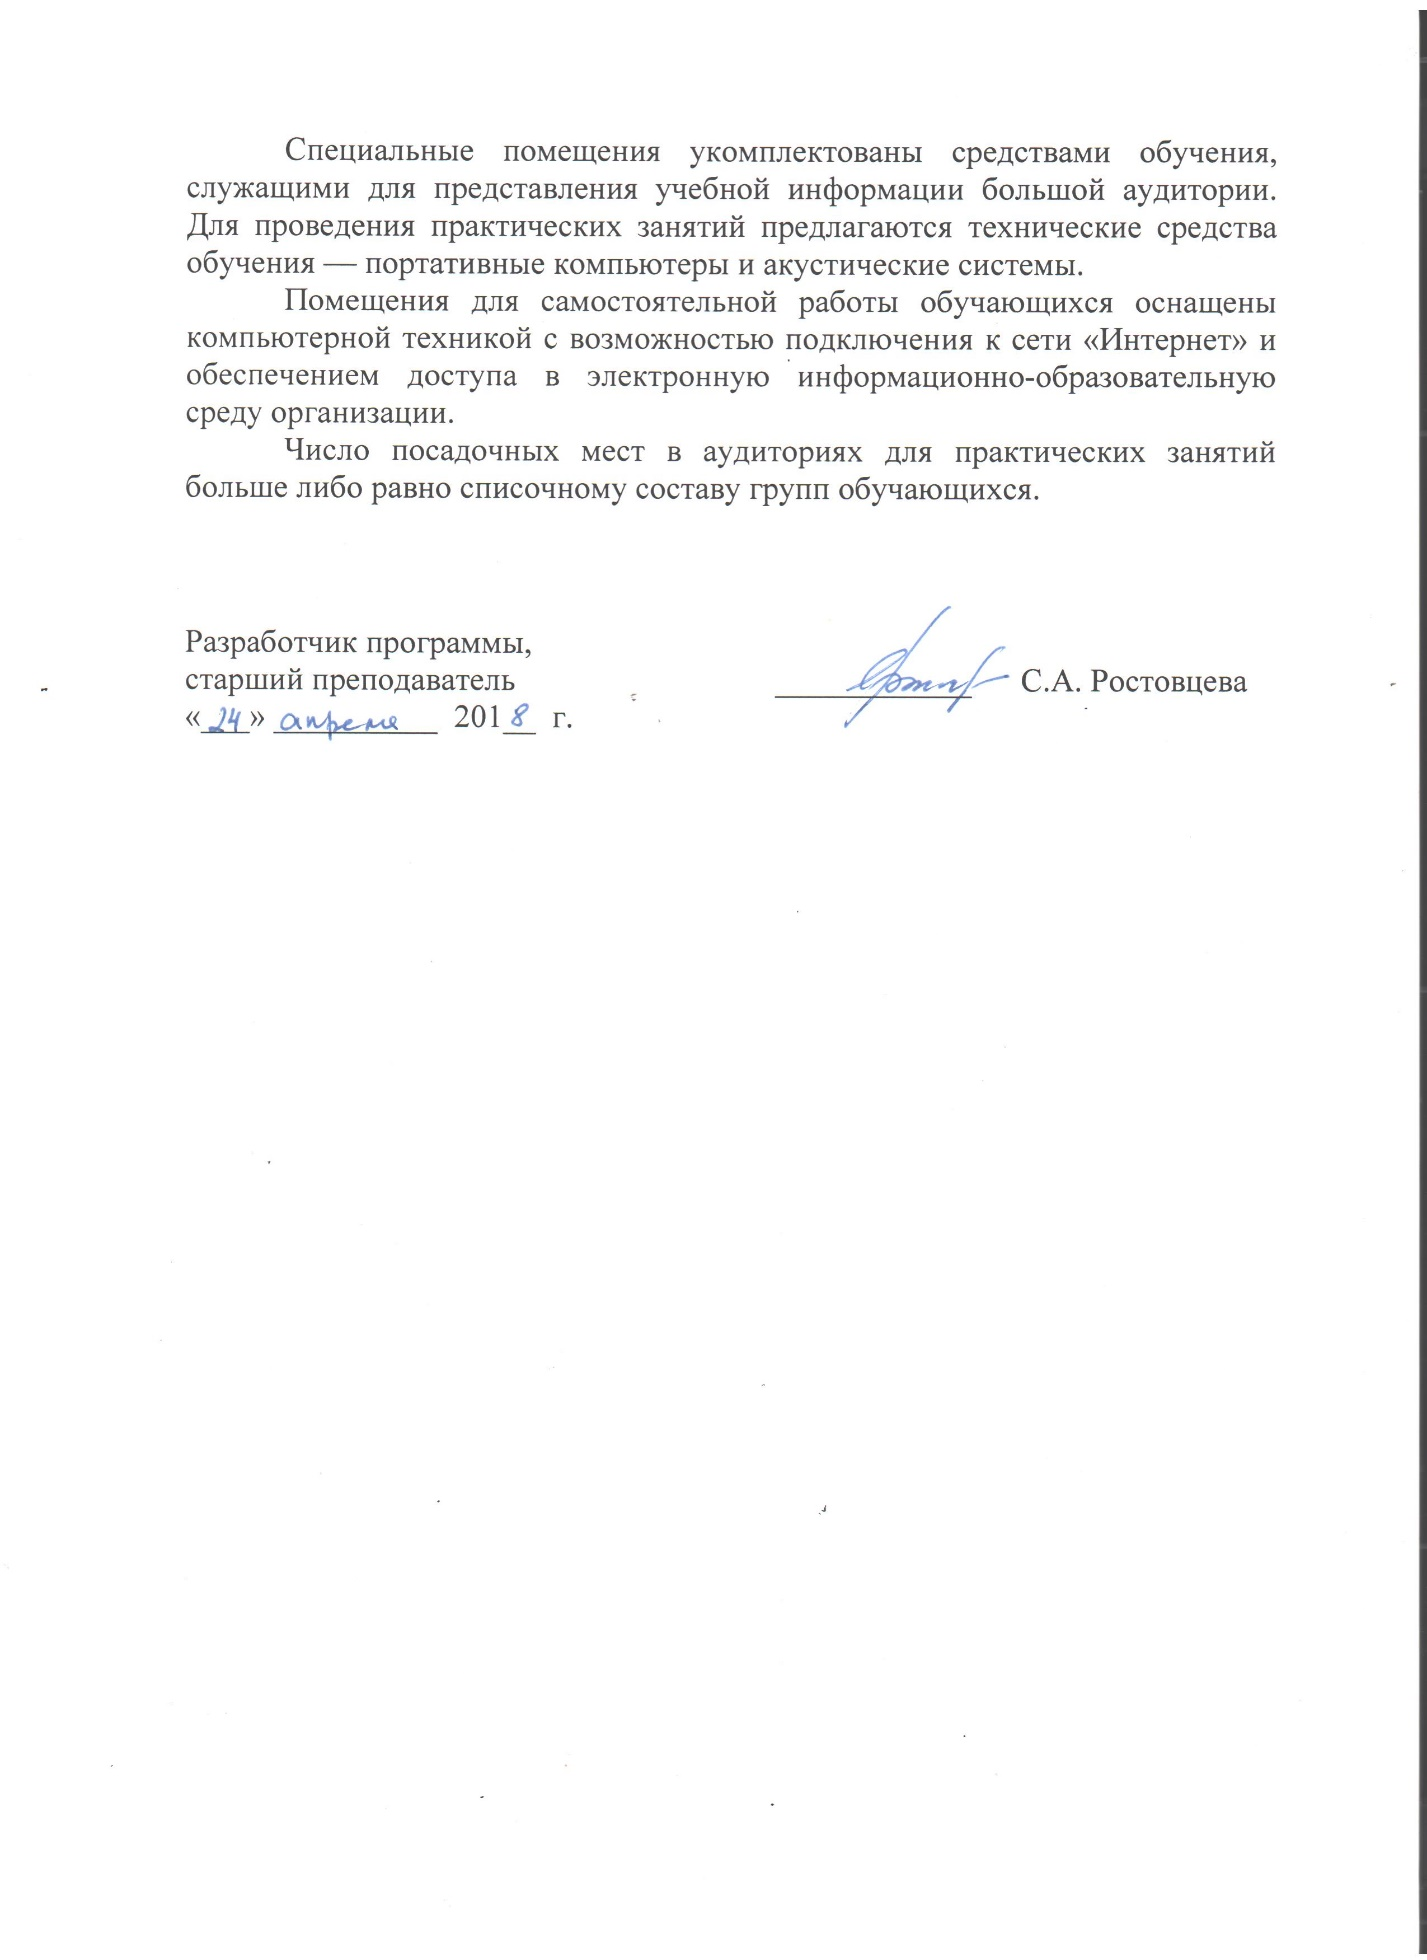 Специальные помещения укомплектованы средствами обучения,
служащими для представления учебной информации большой аудитории.
Для проведения практических занятий предлагаются технические средства
обучения — портативные компьютеры и акустические системы.
Помещения для самостоятельной работы обучающихся оснащены
компьютерной техникой с возможностью подключения к сети «Интернет» и
обеспечением доступа в электронную информационно-образовательную
среду организации.
Число посадочных мест в аудиториях для практических занятий
больше либо равно списочному составу групп обучающихся.
Разработчик программы,
старший преподаватель ____________ С.А. Ростовцева
«24» апреля 2018 г.